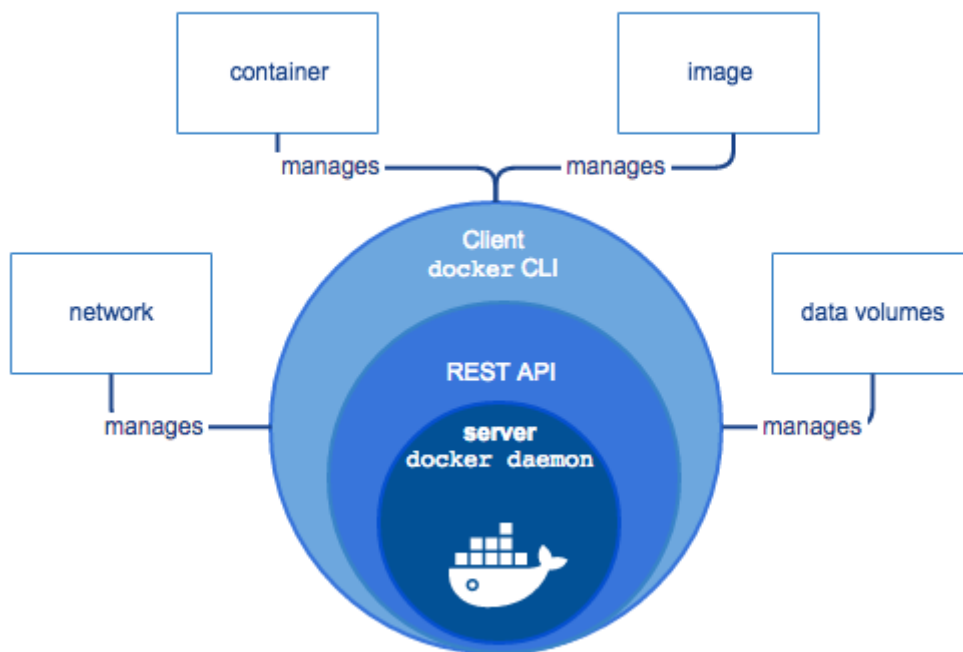 container
image
manages
manages
Client
docker CLI
network
data volumes
REST API
manages
manages
server
docker daemon